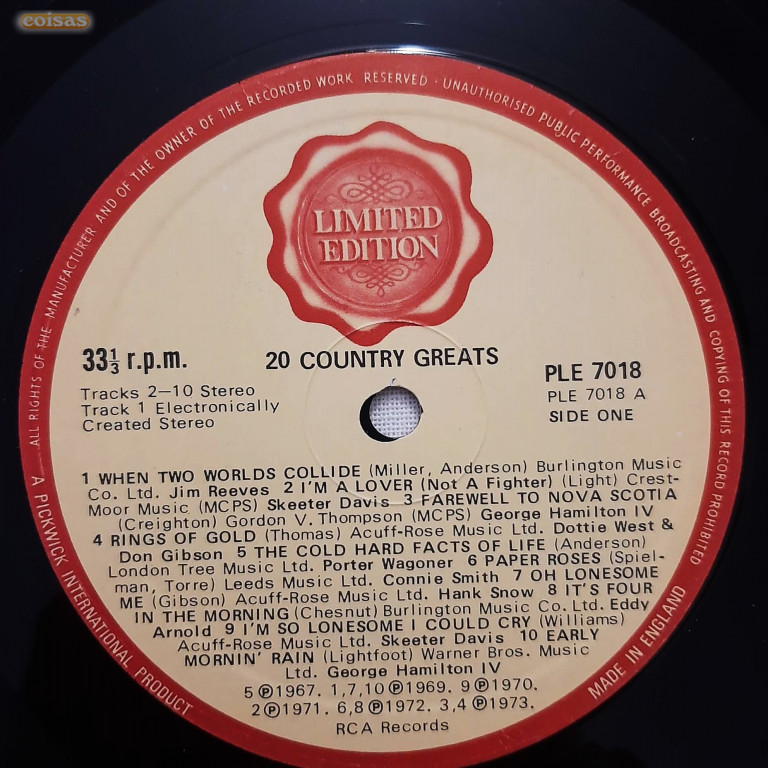 coisas
ALL RIGHTS OF THE MANUFACTURER AND OF THE OWNER OF THE RECORDED WORK RESERVED · UNAUTHORISED PUBLIC PERFORMANCE BROADCASTING AND COPYING OF THIS RECORD PROHIBITED
LIMITED
EDITION
33⅓ r.p.m.
20 COUNTRY GREATS
PLE 7018
Tracks 2–10 Stereo
Track 1 Electronically
Created Stereo
PLE 7018 A
SIDE ONE
1 WHEN TWO WORLDS COLLIDE (Miller, Anderson) Burlington Music
Co. Ltd. Jim Reeves 2 I'M A LOVER (Not A Fighter) (Light) Crest-
Moor Music (MCPS) Skeeter Davis 3 FAREWELL TO NOVA SCOTIA
(Creighton) Gordon V. Thompson (MCPS) George Hamilton IV
4 RINGS OF GOLD (Thomas) Acuff-Rose Music Ltd. Dottie West &
Don Gibson 5 THE COLD HARD FACTS OF LIFE (Anderson)
London Tree Music Ltd. Porter Wagoner 6 PAPER ROSES (Spiel-
man, Torre) Leeds Music Ltd. Connie Smith 7 OH LONESOME
ME (Gibson) Acuff-Rose Music Ltd. Hank Snow 8 IT'S FOUR
IN THE MORNING (Chesnut) Burlington Music Co. Ltd. Eddy
Arnold 9 I'M SO LONESOME I COULD CRY (Williams)
Acuff-Rose Music Ltd. Skeeter Davis 10 EARLY
MORNIN' RAIN (Lightfoot) Warner Bros. Music
Ltd. George Hamilton IV
5 ℗1967. 1,7,10 ℗1969. 9 ℗1970.
2 ℗1971. 6,8 ℗1972. 3,4 ℗1973.
RCA Records
A PICKWICK INTERNATIONAL PRODUCT
MADE IN ENGLAND